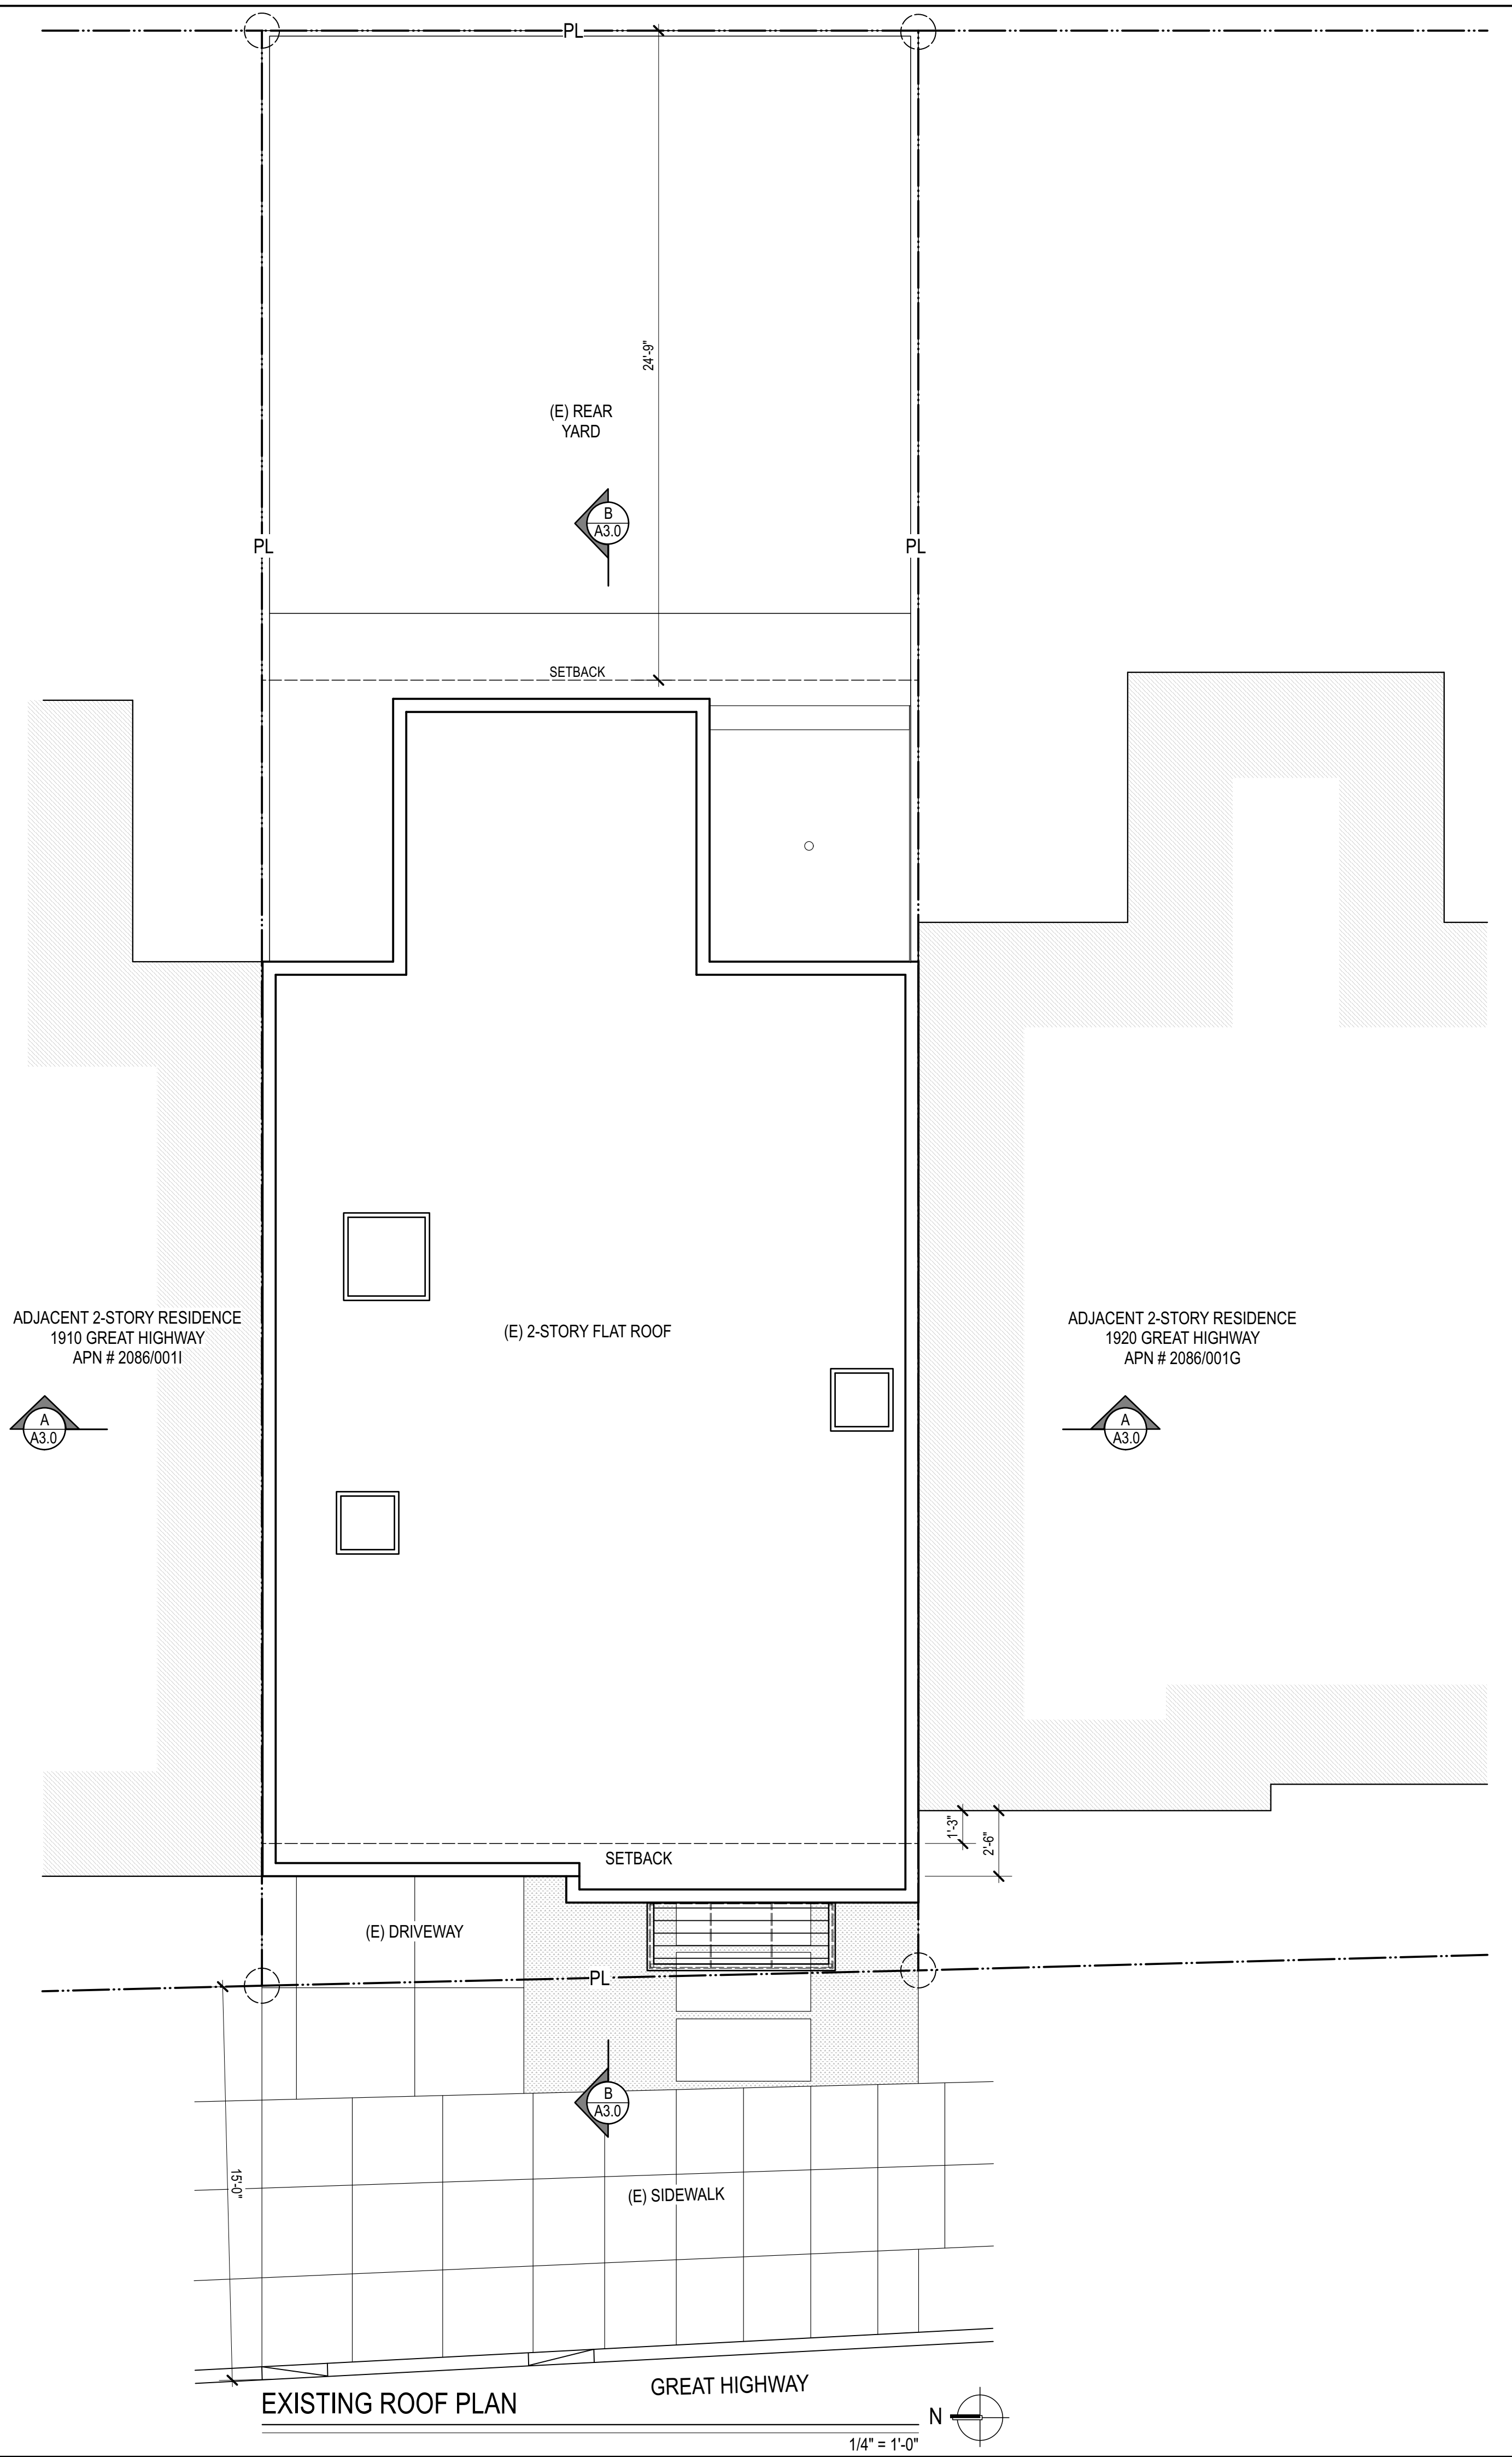 PL
24'-9"
(E) REAR
YARD
B
A3.0
PL
PL
SETBACK
ADJACENT 2-STORY RESIDENCE
1910 GREAT HIGHWAY
APN # 2086/001I
(E) 2-STORY FLAT ROOF
ADJACENT 2-STORY RESIDENCE
1920 GREAT HIGHWAY
APN # 2086/001G
A
A3.0
A
A3.0
1'-3"
2'-6"
SETBACK
(E) DRIVEWAY
PL
B
A3.0
15'-0"
(E) SIDEWALK
GREAT HIGHWAY
EXISTING ROOF PLAN
N
1/4" = 1'-0"